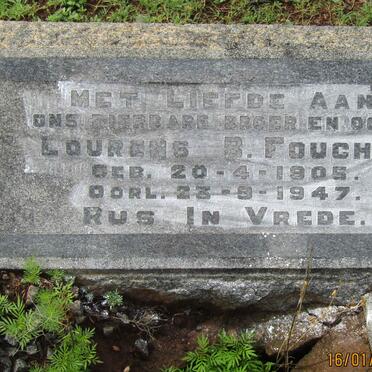 MET LIEFDE AAN
ONS DIERBARE BROER EN OO
LOURENS B. FOUCH
GEB. 20-4-1905.
OORL. 23-9-1947.
RUS IN VREDE.
16/01/